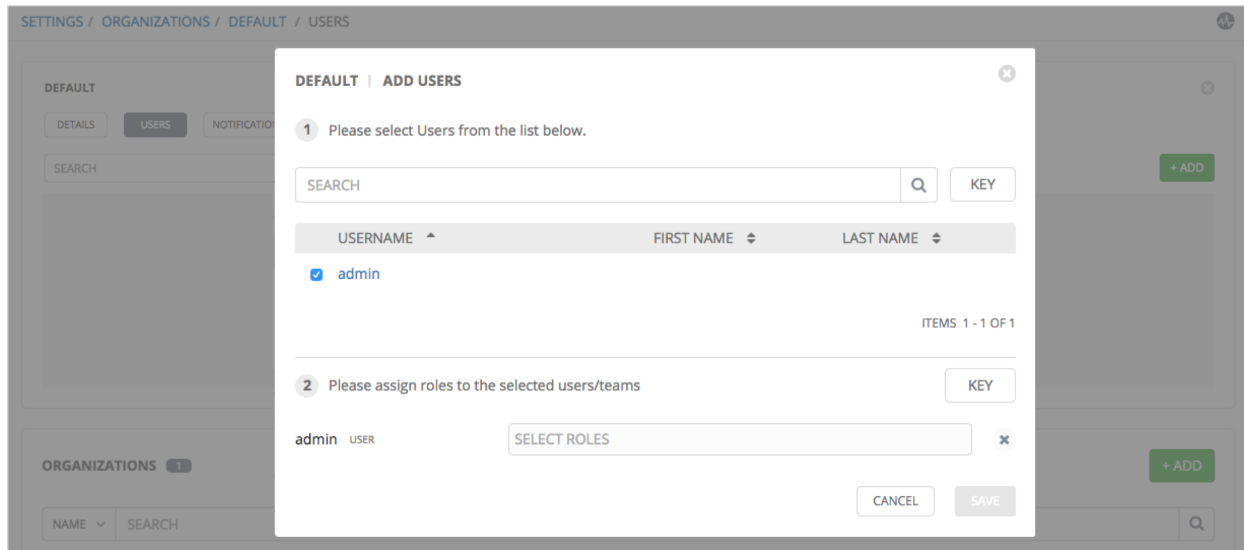 SETTINGS / ORGANIZATIONS / DEFAULT / USERS
DEFAULT
DETAILS USERS NOTIFICATION
SEARCH + ADD
DEFAULT | ADD USERS
1 Please select Users from the list below.
SEARCH KEY
USERNAME FIRST NAME LAST NAME
admin
ITEMS 1 - 1 OF 1
2 Please assign roles to the selected users/teams KEY
admin USER SELECT ROLES
CANCEL SAVE
ORGANIZATIONS 1 + ADD
NAME SEARCH